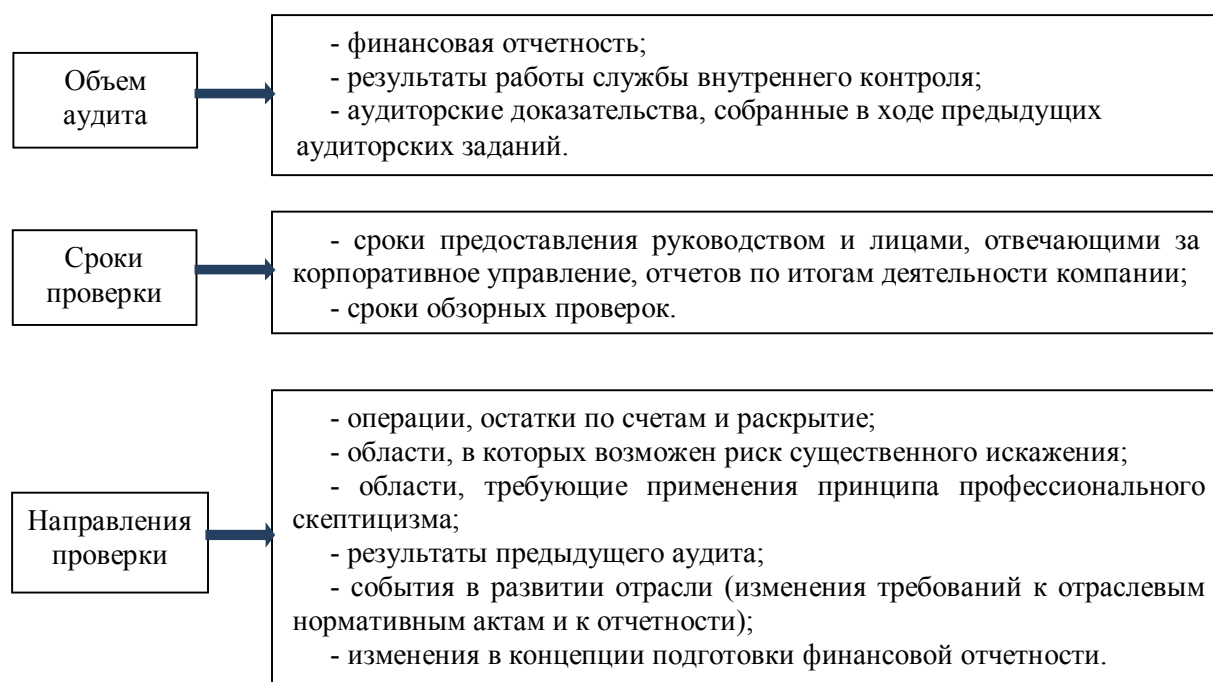 Объем
аудита
- финансовая отчетность;
- результаты работы службы внутреннего контроля;
- аудиторские доказательства, собранные в ходе предыдущих
аудиторских заданий.
Сроки
проверки
- сроки предоставления руководством и лицами, отвечающими за
корпоративное управление, отчетов по итогам деятельности компании;
- сроки обзорных проверок.
Направления
проверки
- операции, остатки по счетам и раскрытие;
- области, в которых возможен риск существенного искажения;
- области, требующие применения принципа профессионального
скептицизма;
- результаты предыдущего аудита;
- события в развитии отрасли (изменения требований к отраслевым
нормативным актам и к отчетности);
- изменения в концепции подготовки финансовой отчетности.